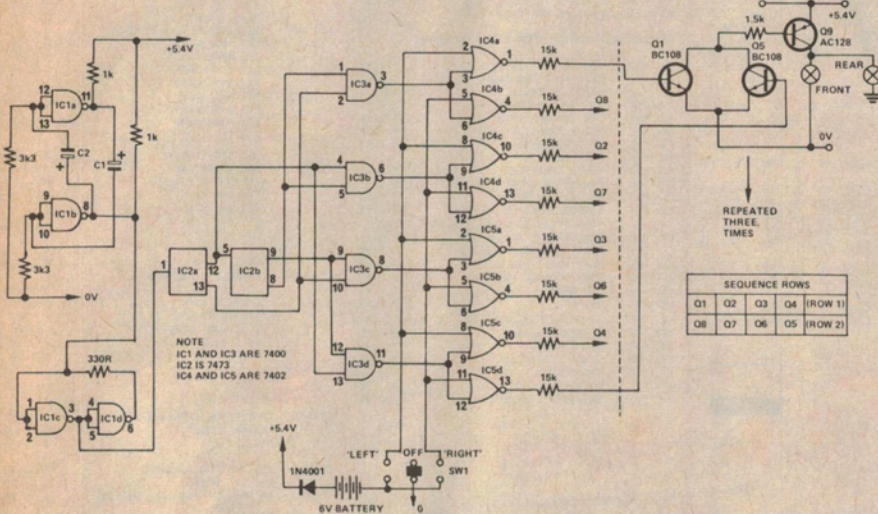 +5.4V
1k
12
IC1a
11
13
C2
+
C1
+
1k
3k3
9
IC1b
8
10
3k3
0V
330R
1
IC1c
3
2
4
IC1d
6
5
1
IC2a
5
12
13
IC2b
9
8
NOTE
IC1 AND IC3 ARE 7400
IC2 IS 7473
IC4 AND IC5 ARE 7402
1
IC3a
3
2
4
IC3b
6
5
9
IC3c
8
10
12
IC3d
11
13
IC4a
2
1
3
15k
IC4b
5
4
6
15k
Q8
IC4c
8
10
9
15k
Q2
IC4d
11
13
12
15k
Q7
IC5a
2
1
3
15k
Q3
IC5b
5
4
6
15k
Q6
IC5c
8
10
9
15k
Q4
IC5d
11
13
12
15k
+5.4V
1N4001
6V BATTERY
'LEFT'
OFF
'RIGHT'
SW1
0
Q1
BC108
Q5
BC108
1.5k
+5.4V
Q9
AC128
REAR
FRONT
0V
REPEATED
THREE,
TIMES
SEQUENCE ROWS
Q1 Q2 Q3 Q4 (ROW 1)
Q8 Q7 Q6 Q5 (ROW 2)